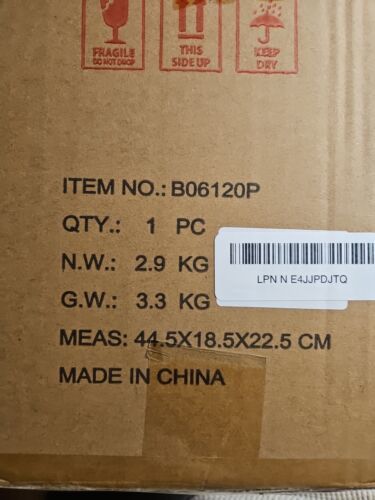 FRAGILE
DO NOT DROP
THIS
SIDE UP
KEEP
DRY
ITEM NO.: B06120P
QTY.: 1 PC
N.W.: 2.9 KG
G.W.: 3.3 KG
LPN N E4JJPDJTQ
MEAS: 44.5X18.5X22.5 CM
MADE IN CHINA